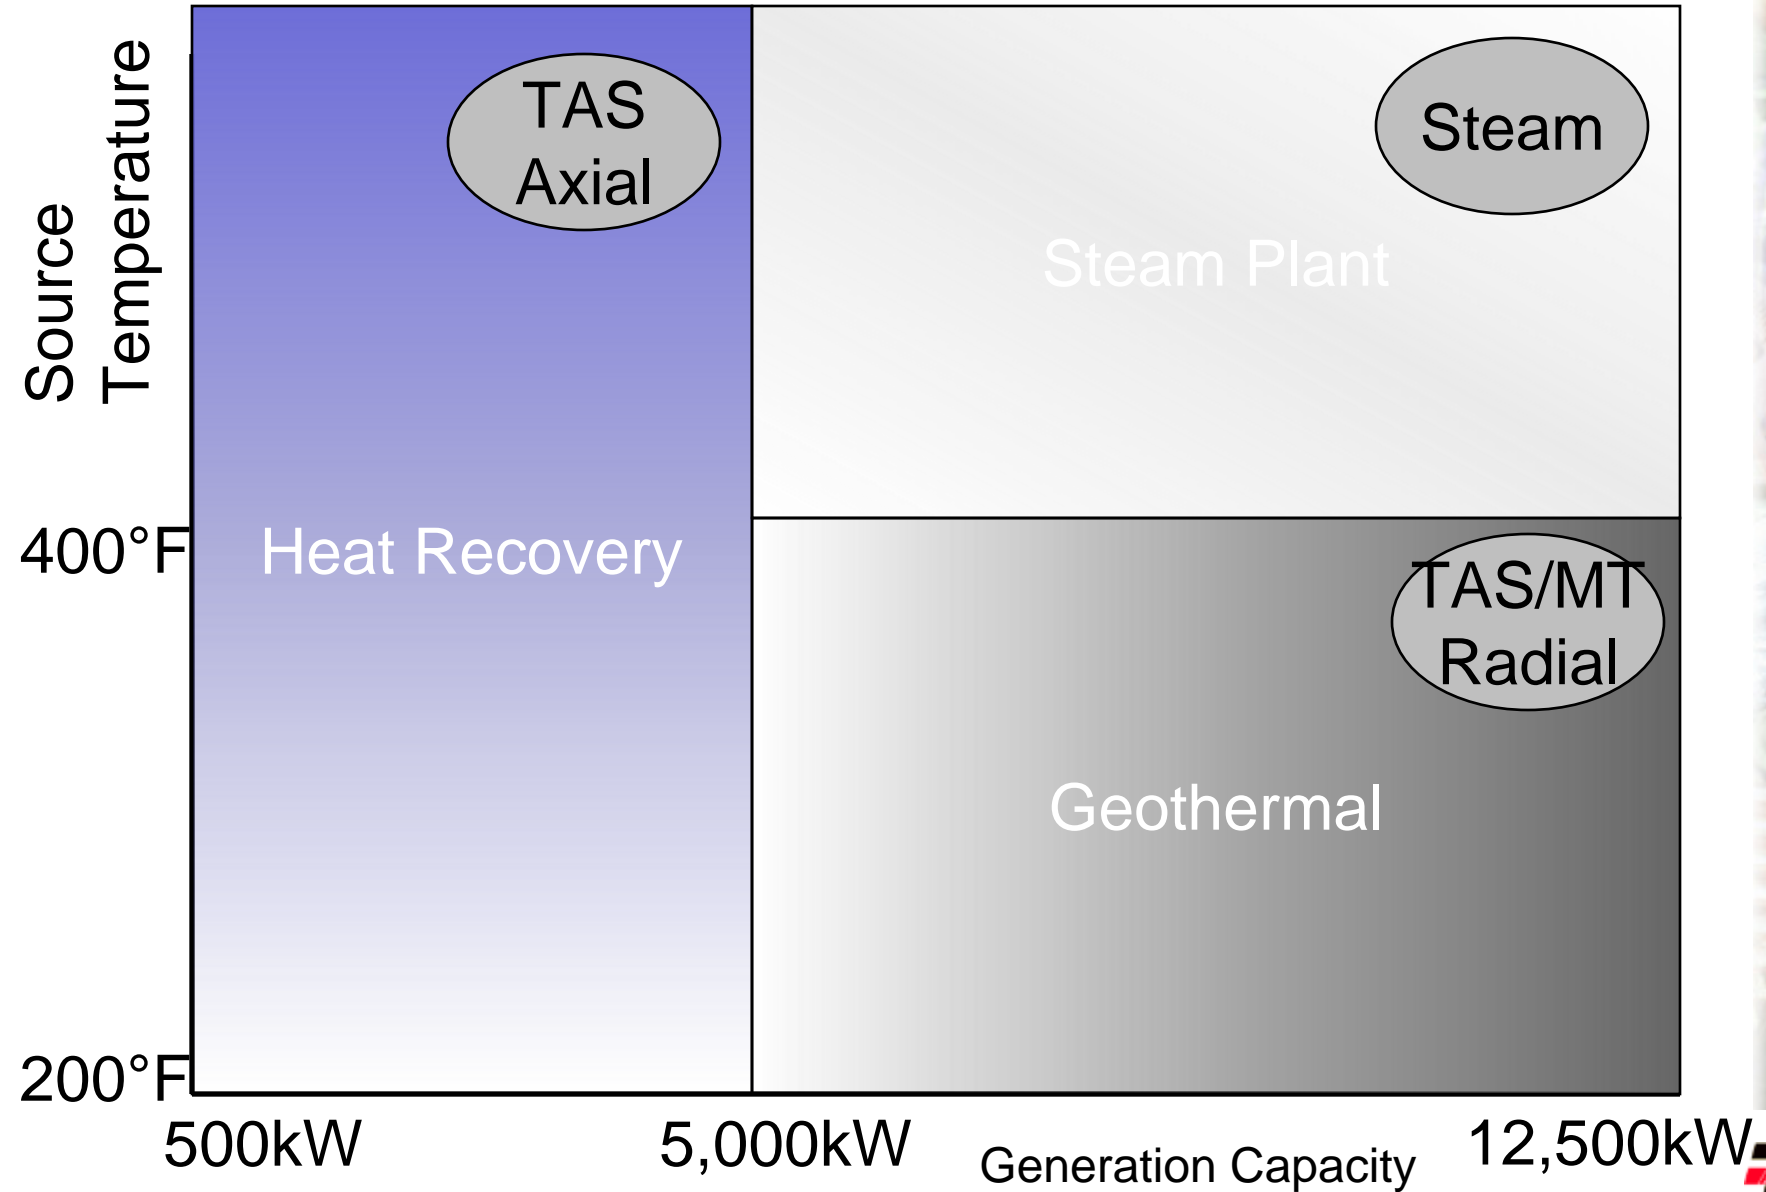 Source
Temperature
TAS
Axial
Steam
Steam Plant
400°F
Heat Recovery
TAS/MT
Radial
Geothermal
200°F
500kW
5,000kW
Generation Capacity
12,500kW